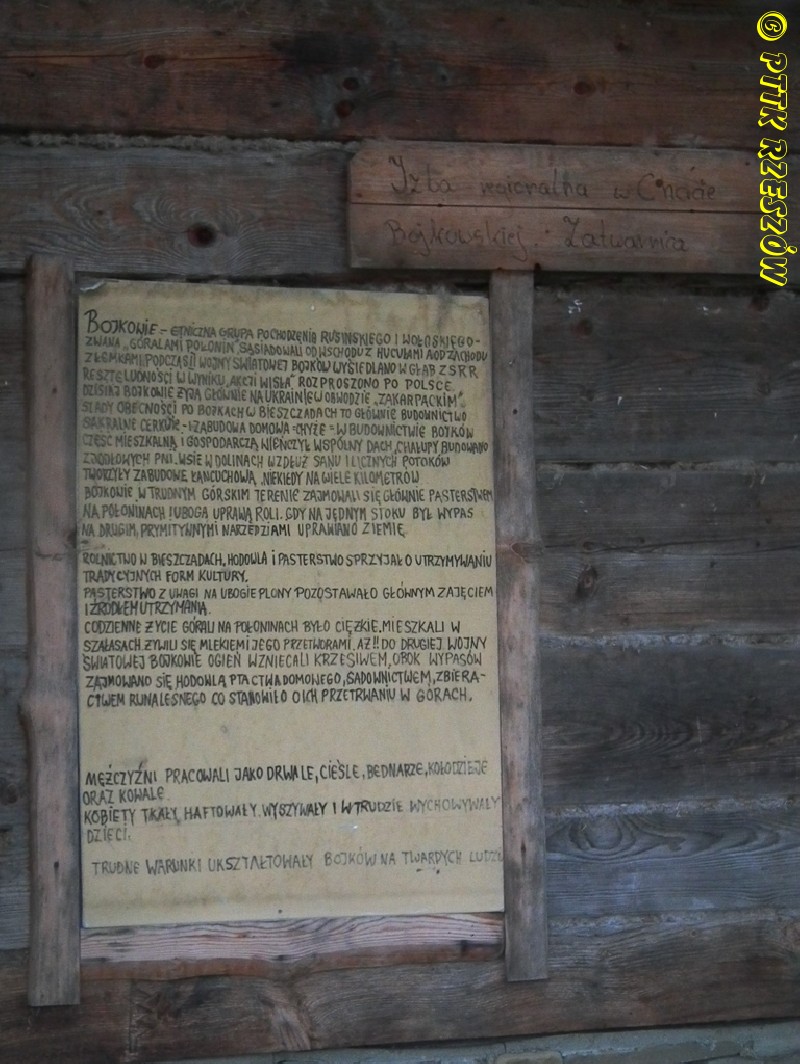 Izba regionalna w Chacie
Bojkowskiej. Zatwarnica
BOJKOWIE - ETNICZNA GRUPA POCHODZENIA RUSIŃSKIEGO I WOŁOSKIEGO -
ZWANA "GÓRALAMI POŁONIN" SĄSIADOWALI OD WSCHODU Z HUCUŁAMI A OD ZACHODU
Z ŁEMKAMI, PODCZAS II WOJNY ŚWIATOWEJ BOJKÓW WYSIEDLANO W GŁĄB ZSRR
RESZTĘ LUDNOŚCI W WYNIKU "AKCJI WISŁA" ROZPROSZONO PO POLSCE
DZISIAJ BOJKOWIE ŻYJĄ GŁÓWNIE NA UKRAINIE W OBWODZIE "ZAKARPACKIM".
ŚLADY OBECNOŚCI PO BOJKACH W BIESZCZADACH TO GŁÓWNIE BUDOWNICTWO
SAKRALNE CERKWIE - I ZABUDOWA DOMOWA = CHYŻE = W BUDOWNICTWIE BOJKÓW
CZĘŚĆ MIESZKALNĄ I GOSPODARCZĄ WIEŃCZYŁ WSPÓLNY DACH, CHAŁUPY BUDOWANO
Z JODŁOWYCH PNI. WSIE W DOLINACH WZDŁUŻ SANU I LICZNYCH POTOKÓW
TWORZYŁY ZABUDOWĘ ŁAŃCUCHOWĄ, NIEKIEDY NA WIELE KILOMETRÓW
BOJKOWIE W TRUDNYM GÓRSKIM TERENIE ZAJMOWALI SIĘ GŁÓWNIE PASTERSTWEM
NA POŁONINACH I UBOGĄ UPRAWĄ ROLI. GDY NA JEDNYM STOKU BYŁ WYPAS
NA DRUGIM, PRYMITYWNYMI NARZĘDZIAMI UPRAWIANO ZIEMIĘ
ROLNICTWO W BIESZCZADACH. HODOWLA I PASTERSTWO SPRZYJAŁO UTRZYMYWANIU
TRADYCYJNYCH FORM KULTURY.
PASTERSTWO Z UWAGI NA UBOGIE PLONY POZOSTAWAŁO GŁÓWNYM ZAJĘCIEM
I ŹRÓDŁEM UTRZYMANIA.
CODZIENNE ŻYCIE GÓRALI NA POŁONINACH BYŁO CIĘŻKIE. MIESZKALI W
SZAŁASACH. ŻYWILI SIĘ MLEKIEM I JEGO PRZETWORAMI. AŻ!! DO DRUGIEJ WOJNY
ŚWIATOWEJ BOJKOWIE OGIEŃ WZNIECALI KRZESIWEM, OBOK WYPASÓW
ZAJMOWANO SIĘ HODOWLĄ PTACTWA DOMOWEGO, SADOWNICTWEM, ZBIERA-
CTWEM RUNA LEŚNEGO CO STANOWIŁO O ICH PRZETRWANIU W GÓRACH.
MĘŻCZYŹNI PRACOWALI JAKO DRWALE, CIEŚLE, BEDNARZE, KOŁODZIEJE
ORAZ KOWALE.
KOBIETY TKAŁY, HAFTOWAŁY. WYSZYWAŁY I W TRUDZIE WYCHOWYWAŁY
DZIECI.
TRUDNE WARUNKI UKSZTAŁTOWAŁY BOJKÓW NA TWARDYCH LUDZI
© PTTK RZESZÓW